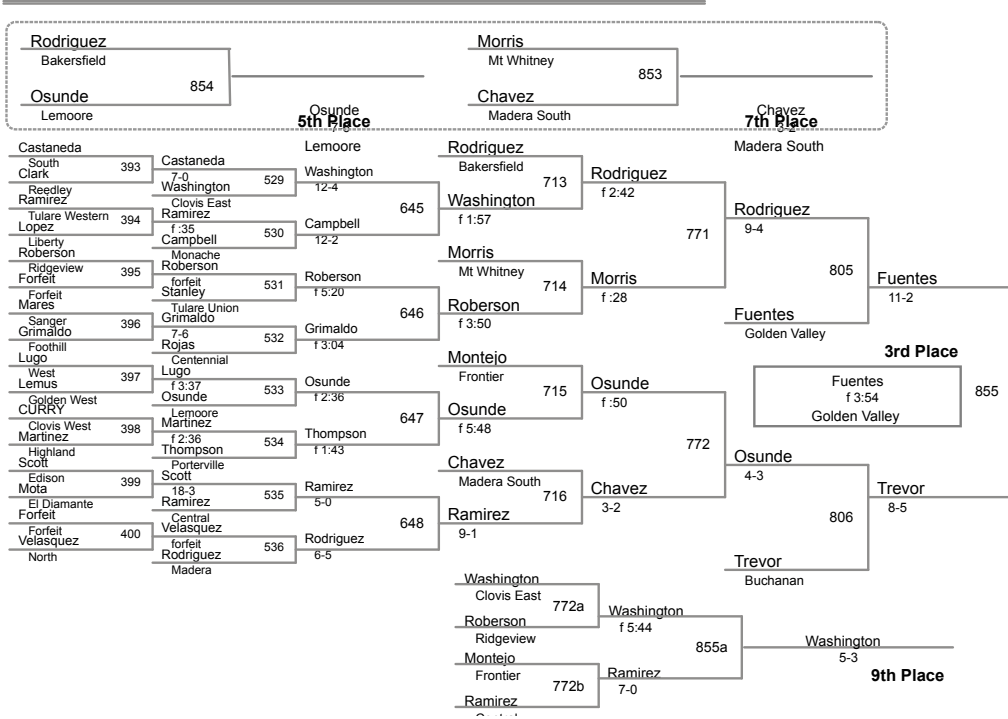 Rodriguez
Bakersfield
854
Osunde
Lemoore
Osunde
5th Place
Lemoore
Morris
Mt Whitney
853
Chavez
Madera South
Chavez
7th Place
3-2
Madera South
Castaneda
South
393
Clark
Reedley
Ramirez
Tulare Western
394
Lopez
Liberty
Roberson
Ridgeview
395
Forfeit
Forfeit
Mares
Sanger
396
Grimaldo
Foothill
Lugo
West
397
Lemus
Golden West
CURRY
Clovis West
398
Martinez
Highland
Scott
Edison
399
Mota
El Diamante
Forfeit
Forfeit
400
Velasquez
North
Castaneda
7-0
529
Washington
Clovis East
Ramirez
f :35
530
Campbell
Monache
Roberson
forfeit
531
Stanley
Tulare Union
Grimaldo
7-6
532
Rojas
Centennial
Lugo
f 3:37
533
Osunde
Lemoore
Martinez
f 2:36
534
Thompson
Porterville
Scott
18-3
535
Ramirez
Central
Velasquez
forfeit
536
Rodriguez
Madera
Washington
12-4
645
Campbell
12-2
Roberson
f 5:20
646
Grimaldo
f 3:04
Osunde
f 2:36
647
Thompson
f 1:43
Ramirez
5-0
648
Rodriguez
6-5
Rodriguez
Bakersfield
713
Washington
f 1:57
Morris
Mt Whitney
714
Roberson
f 3:50
Montejo
Frontier
715
Osunde
f 5:48
Chavez
Madera South
716
Ramirez
9-1
Rodriguez
f 2:42
771
Morris
f :28
Osunde
f :50
772
Chavez
3-2
Rodriguez
9-4
805
Fuentes
Golden Valley
Fuentes
11-2
3rd Place
Fuentes
f 3:54
Golden Valley
855
Osunde
4-3
806
Trevor
Buchanan
Trevor
8-5
Washington
Clovis East
772a
Roberson
Ridgeview
Montejo
Frontier
772b
Ramirez
Washington
f 5:44
855a
Ramirez
7-0
Washington
5-3
9th Place